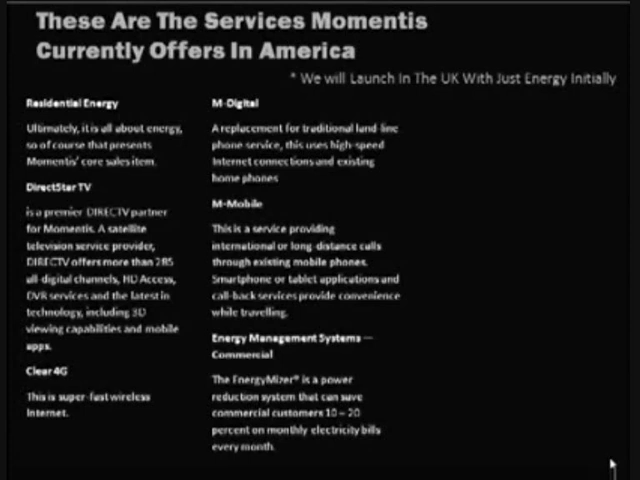 These Are The Services Momentis
Currently Offers In America
* We will Launch In The UK With Just Energy Initially
Residential Energy
Ultimately, it is all about energy,
so of course that presents
Momentis' core sales item.
DirectStar TV
is a premier DIRECTV partner
for Momentis. A satellite
television service provider,
DIRECTV offers more than 285
all-digital channels, HD Access,
DVR services and the latest in
technology, including 3D
viewing capabilities and mobile
apps.
Clear 4G
This is super-fast wireless
Internet.
M-Digital
A replacement for traditional land-line
phone service, this uses high-speed
Internet connections and existing
home phones
M-Mobile
This is a service providing
international or long-distance calls
through existing mobile phones.
Smartphone or tablet applications and
call-back services provide convenience
while travelling.
Energy Management Systems —
Commercial
The EnergyMizer® is a power
reduction system that can save
commercial customers 10 – 20
percent on monthly electricity bills
every month.